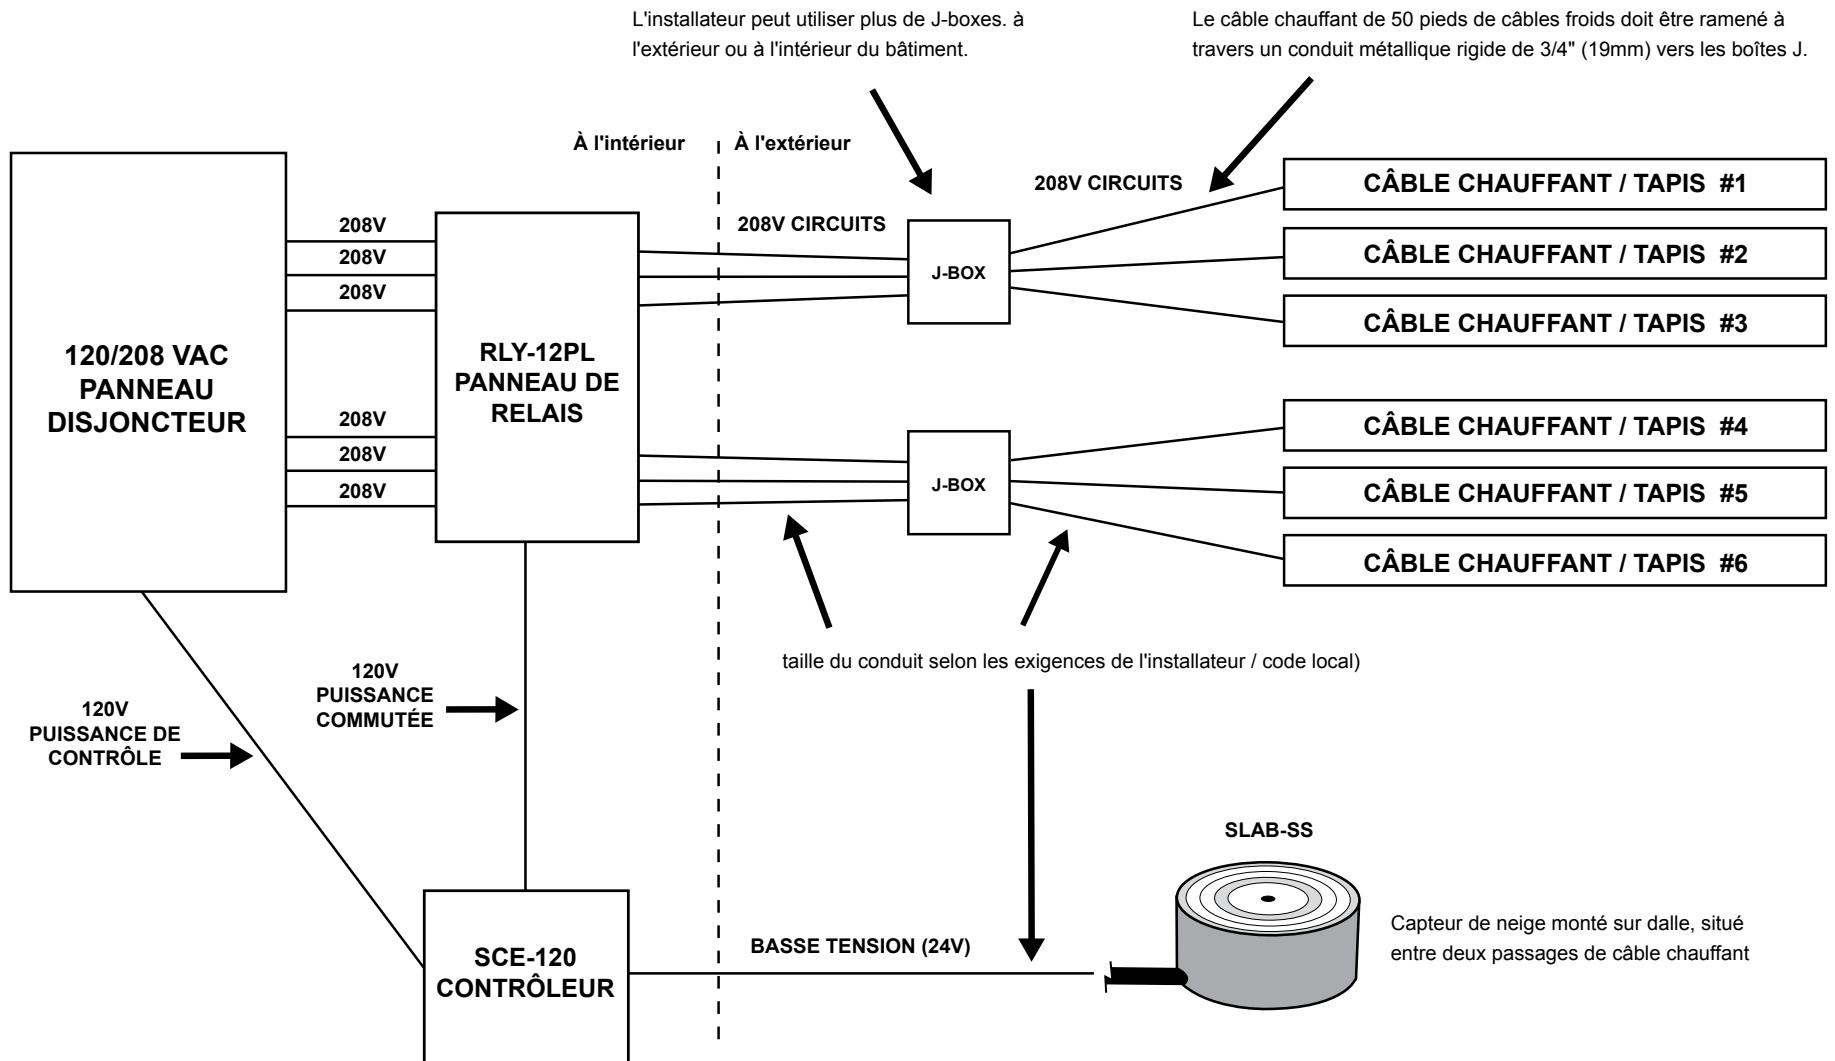 L'installateur peut utiliser plus de J-boxes. à
l'extérieur ou à l'intérieur du bâtiment.
Le câble chauffant de 50 pieds de câbles froids doit être ramené à
travers un conduit métallique rigide de 3/4" (19mm) vers les boîtes J.
À l'intérieur
À l'extérieur
120/208 VAC
PANNEAU
DISJONCTEUR
208V
208V
208V
208V
208V
208V
RLY-12PL
PANNEAU DE
RELAIS
208V CIRCUITS
J-BOX
J-BOX
208V CIRCUITS
CÂBLE CHAUFFANT / TAPIS #1
CÂBLE CHAUFFANT / TAPIS #2
CÂBLE CHAUFFANT / TAPIS #3
CÂBLE CHAUFFANT / TAPIS #4
CÂBLE CHAUFFANT / TAPIS #5
CÂBLE CHAUFFANT / TAPIS #6
taille du conduit selon les exigences de l'installateur / code local)
120V
PUISSANCE DE
CONTRÔLE
120V
PUISSANCE
COMMUTÉE
SCE-120
CONTRÔLEUR
BASSE TENSION (24V)
SLAB-SS
Capteur de neige monté sur dalle, situé
entre deux passages de câble chauffant